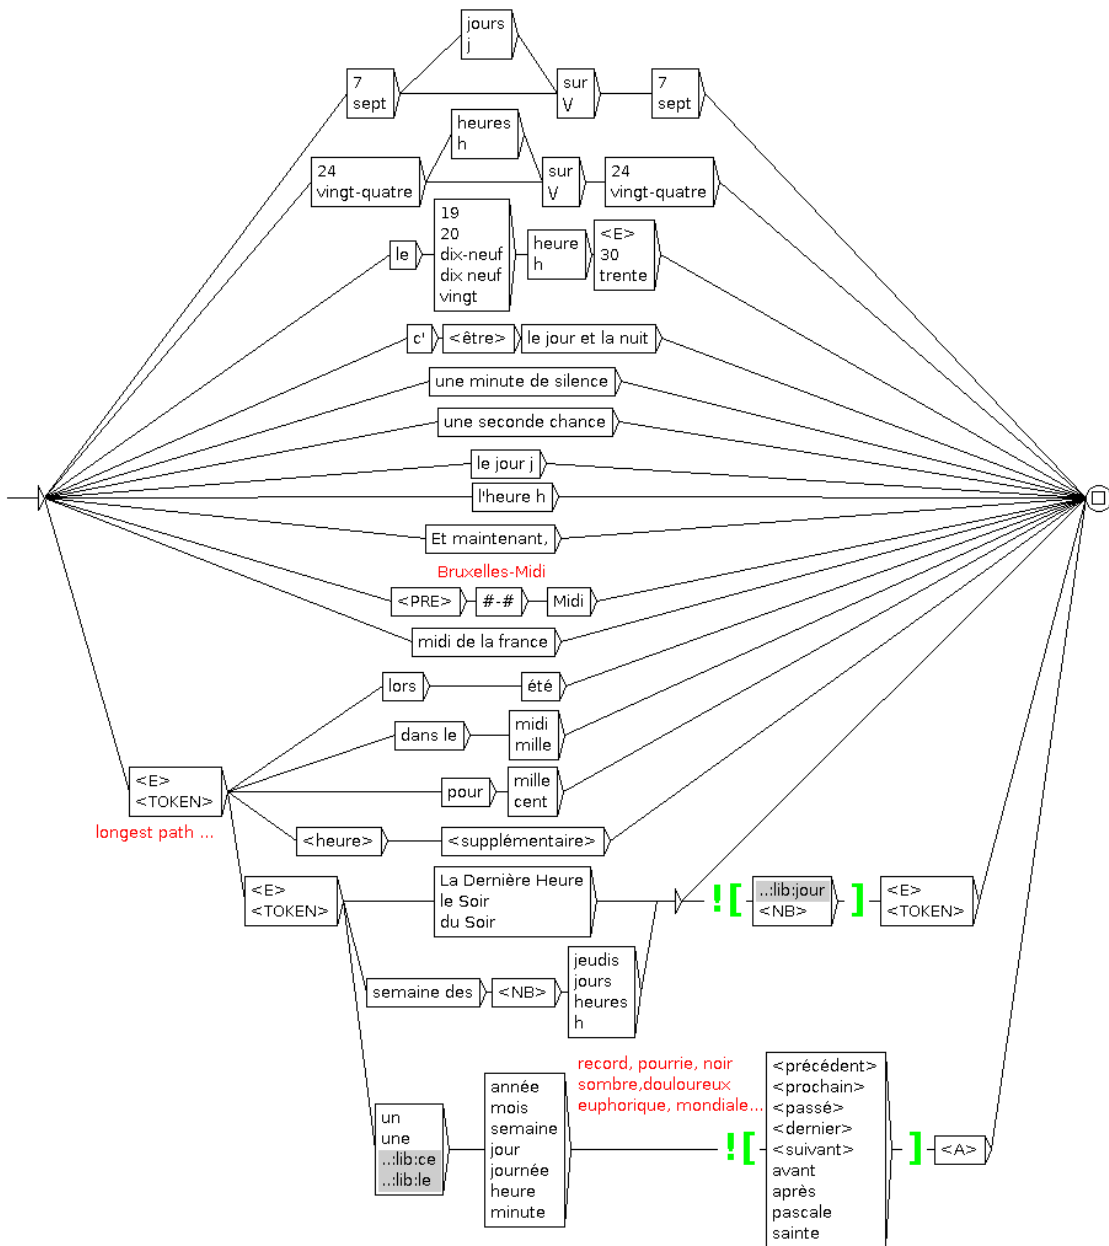 jours
j
7
sept
sur
V
7
sept
heures
h
24
vingt-quatre
sur
V
24
vingt-quatre
le
19
20
dix-neuf
dix neuf
vingt
heure
h
<E>
30
trente
c'
<être>
le jour et la nuit
une minute de silence
une seconde chance
le jour j
l'heure h
Et maintenant,
Bruxelles-Midi
<PRE>
#-#
Midi
midi de la france
lors
été
dans le
midi
mille
<E>
<TOKEN>
longest path ...
pour
mille
cent
<heure>
<supplémentaire>
<E>
<TOKEN>
La Dernière Heure
le Soir
du Soir
![
..:lib:jour
<NB>
]
<E>
<TOKEN>
semaine des
<NB>
jeudis
jours
heures
h
un
une
..:lib:ce
..:lib:le
année
mois
semaine
jour
journée
heure
minute
record, pourrie, noir
sombre,douloureux
euphorique, mondiale...
![
<précédent>
<prochain>
<passé>
<dernier>
<suivant>
avant
après
pascale
sainte
]
<A>